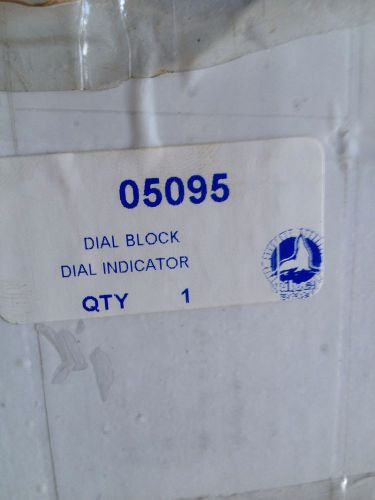 05095
DIAL BLOCK
DIAL INDICATOR
QTY 1